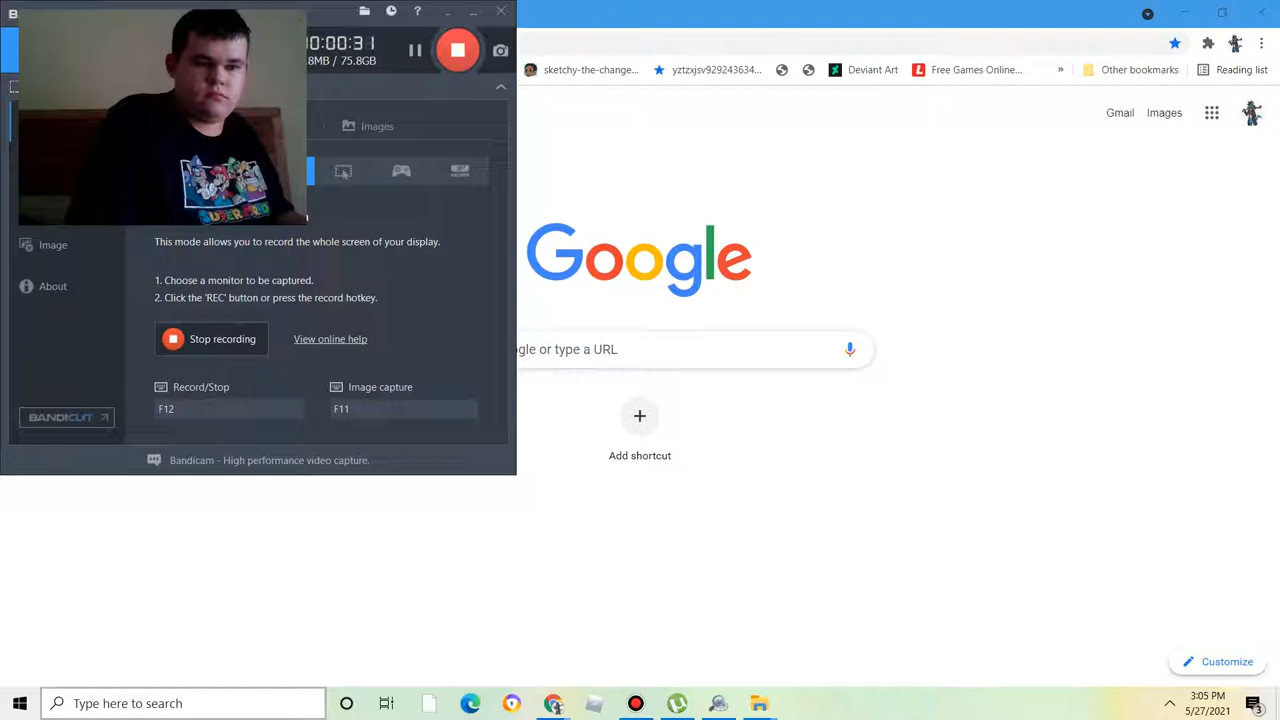 0:00:31
.8MB / 75.8GB
Images
This mode allows you to record the whole screen of your display.
1. Choose a monitor to be captured.
2. Click the 'REC' button or press the record hotkey.
Stop recording
View online help
Record/Stop
Image capture
F12
F11
Image
About
BANDICUT
Bandicam - High performance video capture.
SUPER MARIO
sketchy-the-change...
yztzxjsv929243634...
Deviant Art
Free Games Online...
»
Other bookmarks
Reading list
Gmail
Images
Google
gle or type a URL
Add shortcut
Customize
Type here to search
3:05 PM
5/27/2021
3